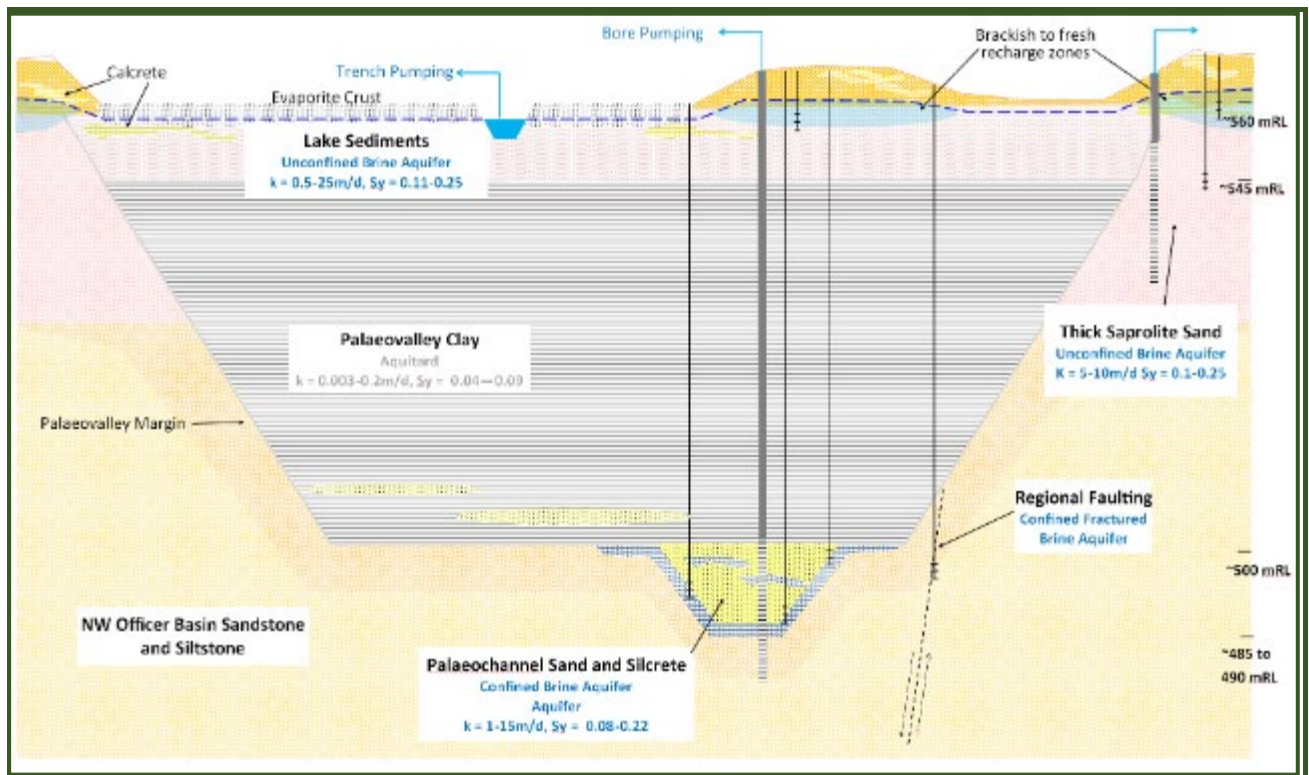 Bore Pumping
Brackish to fresh
recharge zones
Calcrete
Trench Pumping
Evaporite Crust
~560 mRL
Lake Sediments
Unconfined Brine Aquifer
k = 0.5-25m/d, Sy = 0.11-0.25
~545 mRL
Thick Saprolite Sand
Unconfined Brine Aquifer
K = 5-10m/d Sy = 0.1-0.25
Palaeovalley Clay
Aquitard
k = 0.003-0.2m/d, Sy = 0.04—0.09
Palaeovalley Margin
Regional Faulting
Confined Fractured
Brine Aquifer
~500 mRL
NW Officer Basin Sandstone
and Siltstone
~485 to
490 mRL
Palaeochannel Sand and Silcrete
Confined Brine Aquifer
Aquifer
k = 1-15m/d, Sy = 0.08-0.22